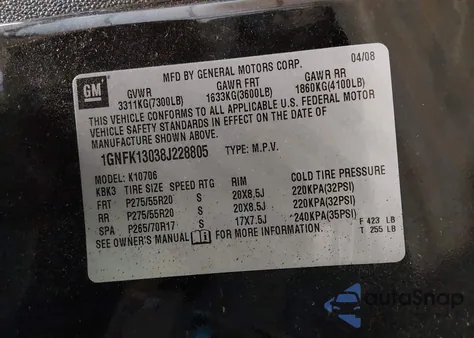 MFD BY GENERAL MOTORS CORP. 04/08
GM
GVWR GAWR FRT GAWR RR
3311KG(7300LB) 1633KG(3600LB) 1860KG(4100LB)
THIS VEHICLE CONFORMS TO ALL APPLICABLE U.S. FEDERAL MOTOR
VEHICLE SAFETY STANDARDS IN EFFECT ON THE DATE OF
MANUFACTURE SHOWN ABOVE.
1GNFK13038J228805 TYPE: M.P.V.
MODEL: K10706
KBK3 TIRE SIZE SPEED RTG RIM COLD TIRE PRESSURE
FRT P275/55R20 S 20X8.5J 220KPA(32PSI)
RR P275/55R20 S 20X8.5J 220KPA(32PSI)
SPA P265/70R17 S 17X7.5J 240KPA(35PSI)
SEE OWNER'S MANUAL i FOR MORE INFORMATION.
F 423 LB
T 255 LB
autoSnap